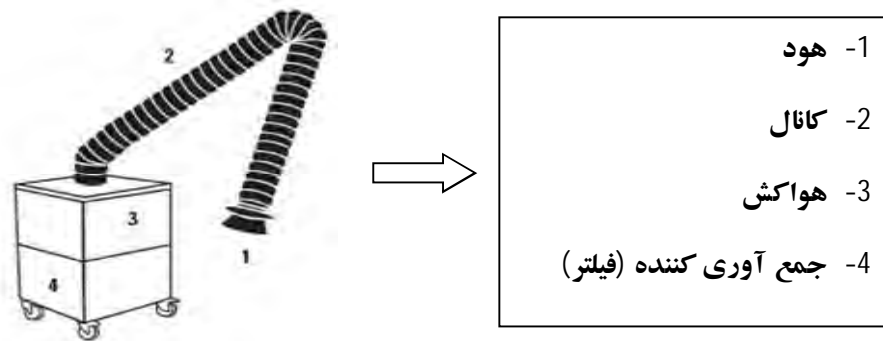 2
3
4
1
1- هود
2- کانال
3- هواکش
4- جمع آوری کننده (فیلتر)